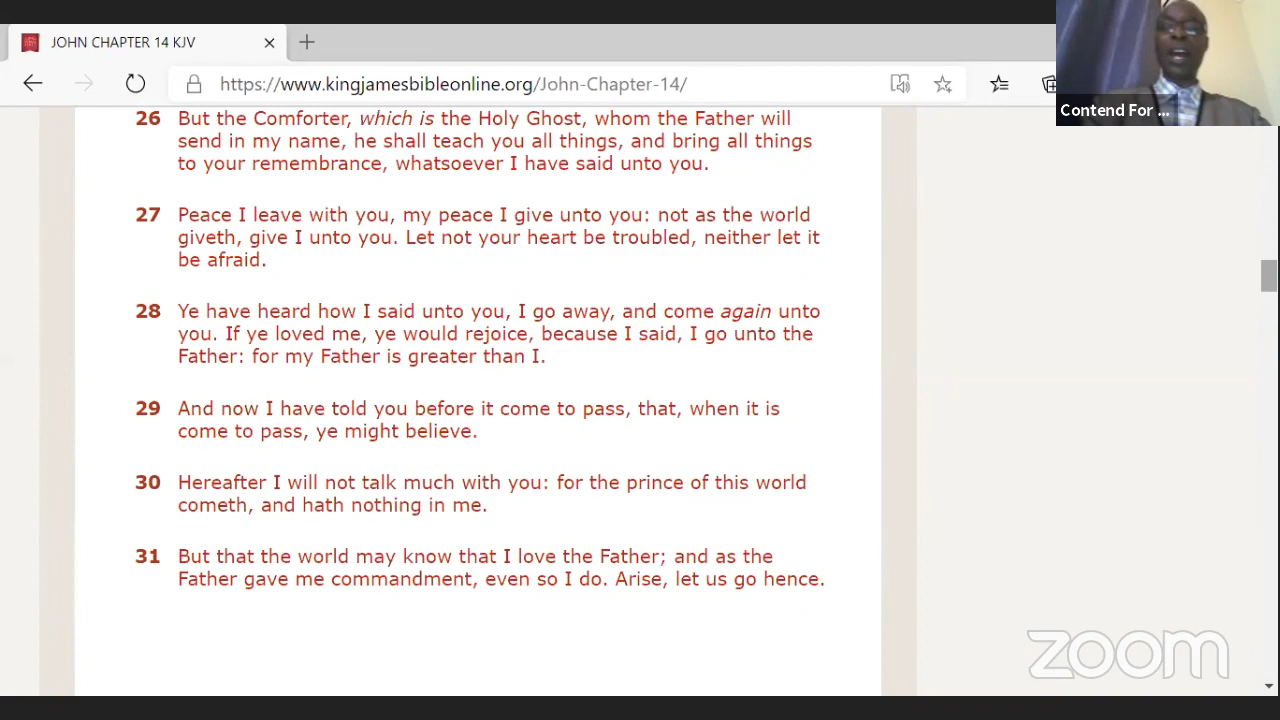 JOHN CHAPTER 14 KJV
https://www.kingjamesbibleonline.org/John-Chapter-14/
Contend For ...
26 But the Comforter, which is the Holy Ghost, whom the Father will
send in my name, he shall teach you all things, and bring all things
to your remembrance, whatsoever I have said unto you.
27 Peace I leave with you, my peace I give unto you: not as the world
giveth, give I unto you. Let not your heart be troubled, neither let it
be afraid.
28 Ye have heard how I said unto you, I go away, and come again unto
you. If ye loved me, ye would rejoice, because I said, I go unto the
Father: for my Father is greater than I.
29 And now I have told you before it come to pass, that, when it is
come to pass, ye might believe.
30 Hereafter I will not talk much with you: for the prince of this world
cometh, and hath nothing in me.
31 But that the world may know that I love the Father; and as the
Father gave me commandment, even so I do. Arise, let us go hence.
zoom